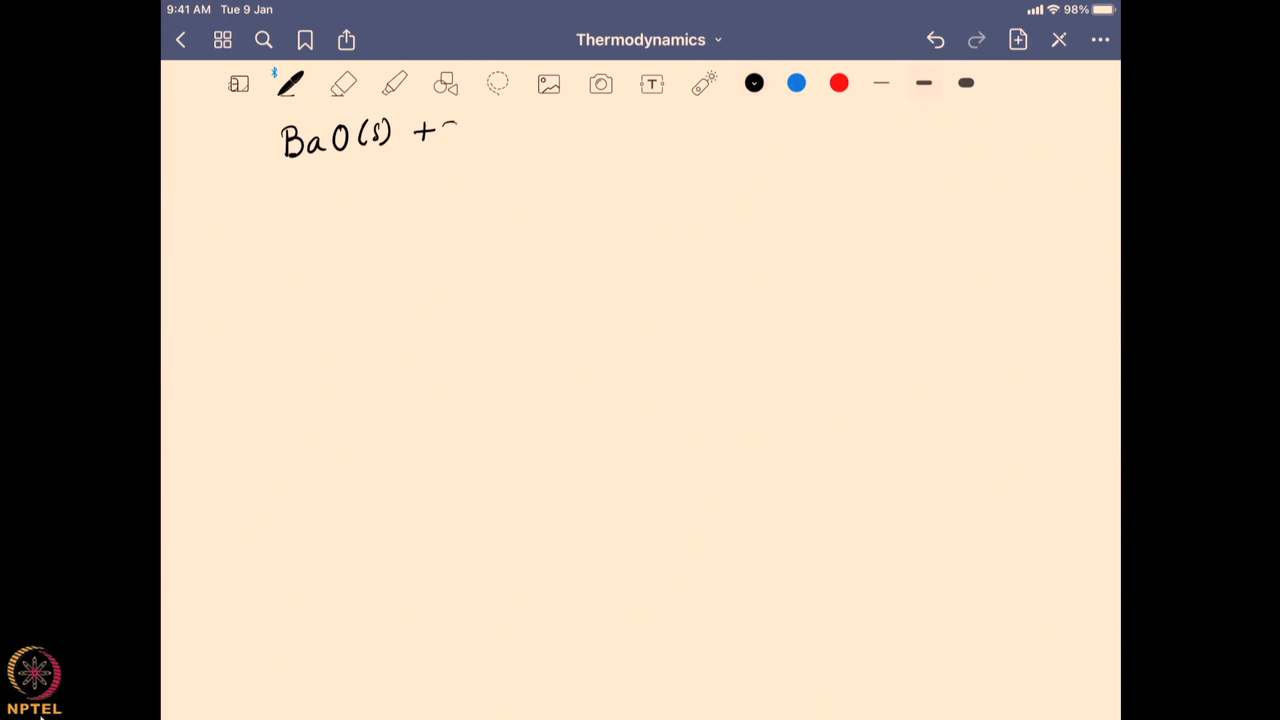 9:41 AM Tue 9 Jan 98%
Thermodynamics
T
BaO(s) +
NPTEL